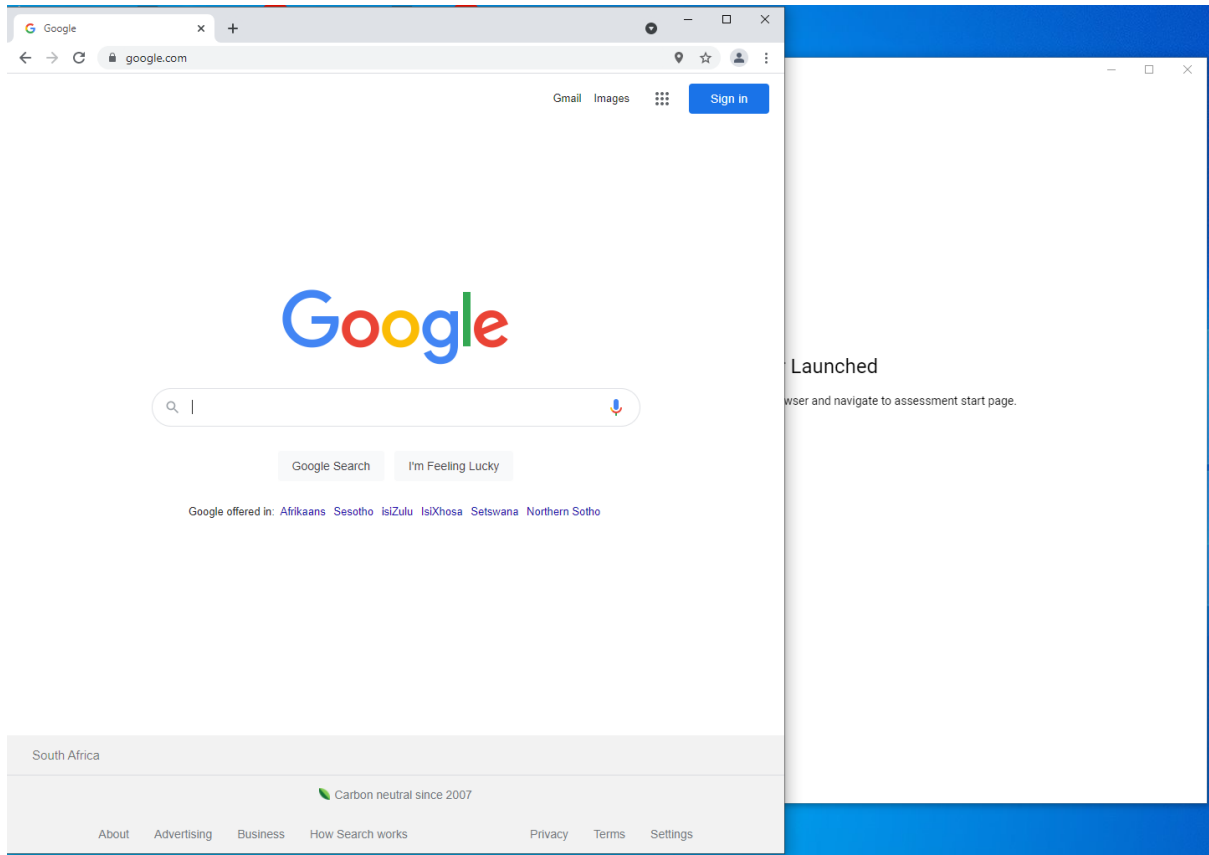 Google
google.com
Gmail Images Sign in
Google
Google Search I'm Feeling Lucky
Google offered in: Afrikaans Sesotho isiZulu IsiXhosa Setswana Northern Sotho
South Africa
Carbon neutral since 2007
About Advertising Business How Search works Privacy Terms Settings
Launched
and navigate to assessment start page.